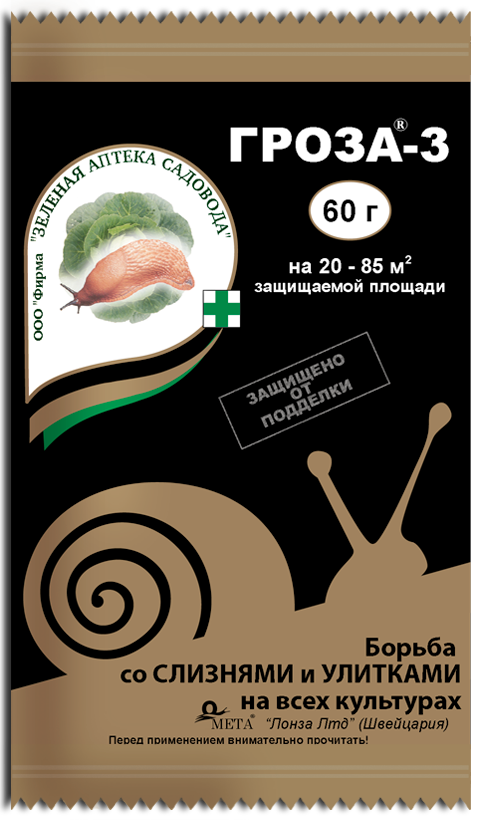 ГРОЗА®-3
60 г
на 20 - 85 м²
защищаемой площади
ООО "Фирма "ЗЕЛЕНАЯ АПТЕКА САДОВОДА"
ЗАЩИЩЕНО
ОТ
ПОДДЕЛКИ
Борьба
со СЛИЗНЯМИ и УЛИТКАМИ
на всех культурах
МЕТА® "Лонза Лтд" (Швейцария)
Перед применением внимательно прочитать!